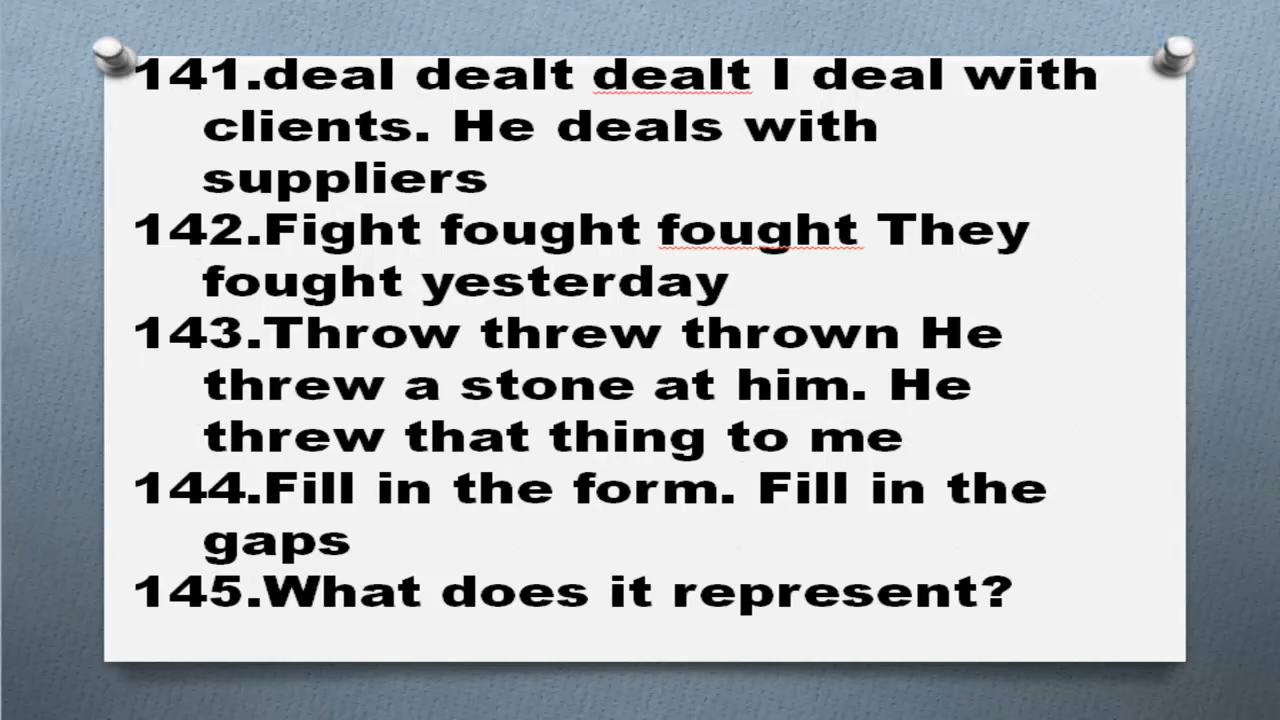 141.deal dealt dealt I deal with
clients. He deals with
suppliers
142.Fight fought fought They
fought yesterday
143.Throw threw thrown He
threw a stone at him. He
threw that thing to me
144.Fill in the form. Fill in the
gaps
145.What does it represent?